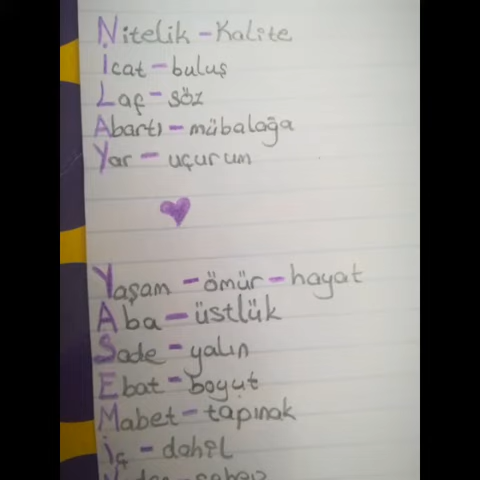 Nitelik - Kalite
İcat - buluş
Laf - söz
Abartı - mübalağa
Yar - uçurum
Yaşam - ömür - hayat
Aba - üstlük
Sade - yalın
Ebat - boyut
Mabet - tapınak
İç - dahil